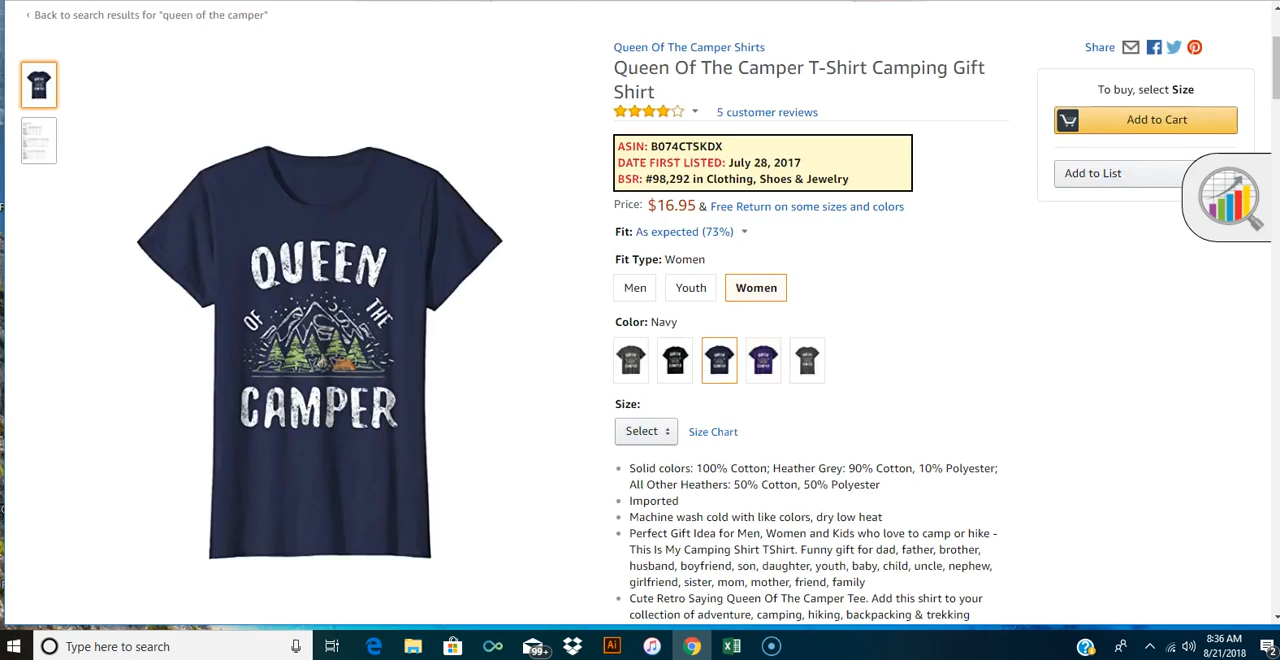 ‹ Back to search results for "queen of the camper"
Queen Of The Camper Shirts
Share
Queen Of The Camper T-Shirt Camping Gift
Shirt
5 customer reviews
To buy, select Size
Add to Cart
Add to List
ASIN: B074CTSKDX
DATE FIRST LISTED: July 28, 2017
BSR: #98,292 in Clothing, Shoes & Jewelry
Price: $16.95 & Free Return on some sizes and colors
Fit: As expected (73%)
Fit Type: Women
Men
Youth
Women
Color: Navy
Size:
Select
Size Chart
QUEEN
OF THE
CAMPER
• Solid colors: 100% Cotton; Heather Grey: 90% Cotton, 10% Polyester;
All Other Heathers: 50% Cotton, 50% Polyester
• Imported
• Machine wash cold with like colors, dry low heat
• Perfect Gift Idea for Men, Women and Kids who love to camp or hike -
This Is My Camping Shirt TShirt. Funny gift for dad, father, brother,
husband, boyfriend, son, daughter, youth, baby, child, uncle, nephew,
girlfriend, sister, mom, mother, friend, family
• Cute Retro Saying Queen Of The Camper Tee. Add this shirt to your
collection of adventure, camping, hiking, backpacking & trekking
Type here to search
99+
Ai
8:36 AM
8/21/2018
2